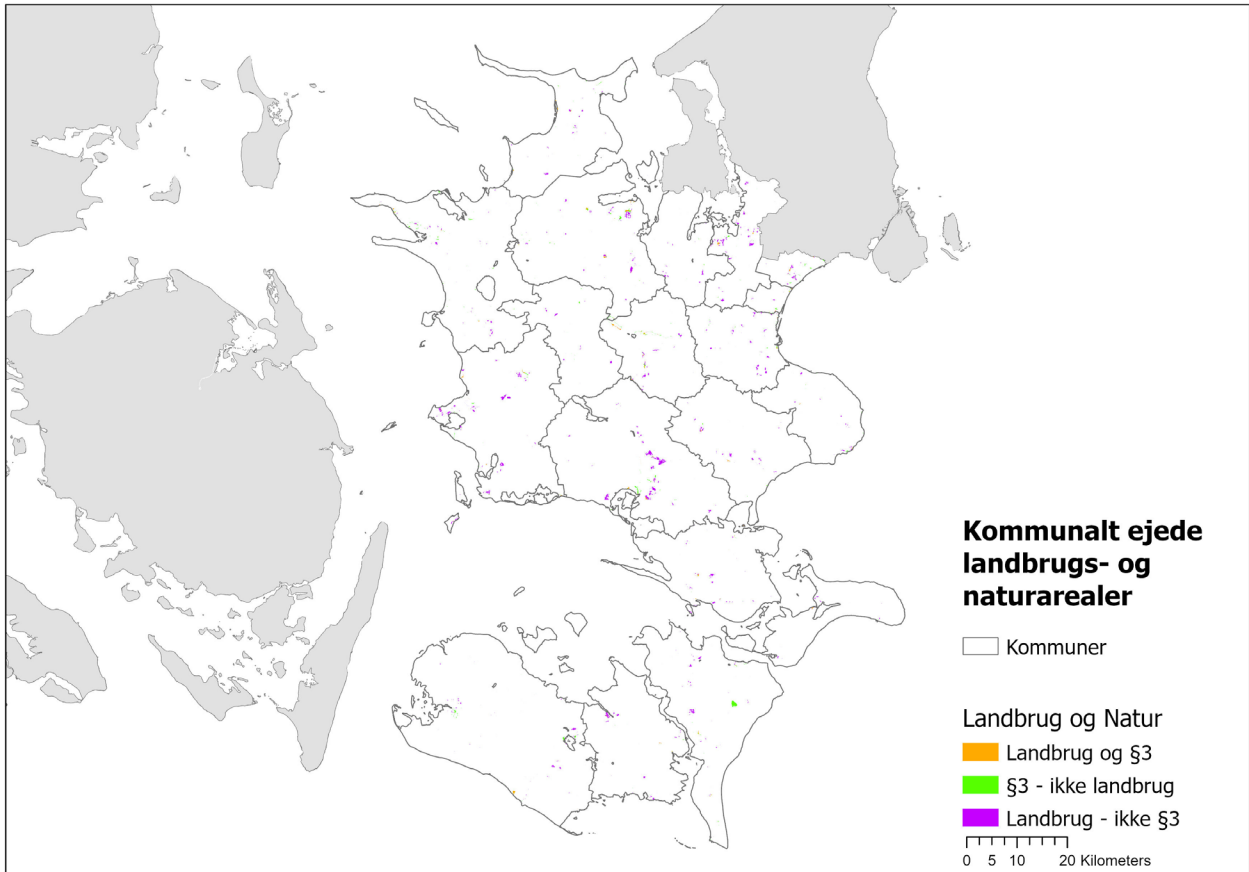 Kommunalt ejede
landbrugs- og
naturarealer
Kommuner
Landbrug og Natur
Landbrug og §3
§3 - ikke landbrug
Landbrug - ikke §3
0 5 10 20 Kilometers